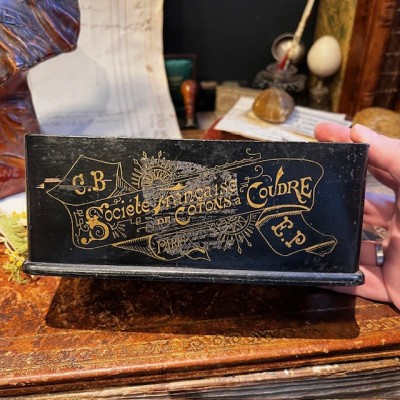 C.B
Société Française
DE COTONS à COUDRE
PARIS
F.P